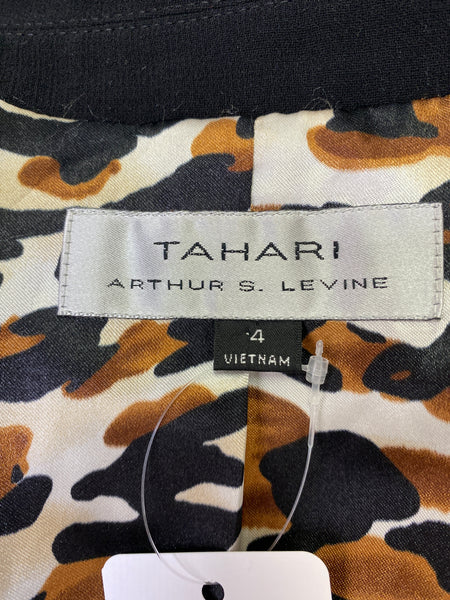 TAHARI
ARTHUR S. LEVINE
4
VIETNAM